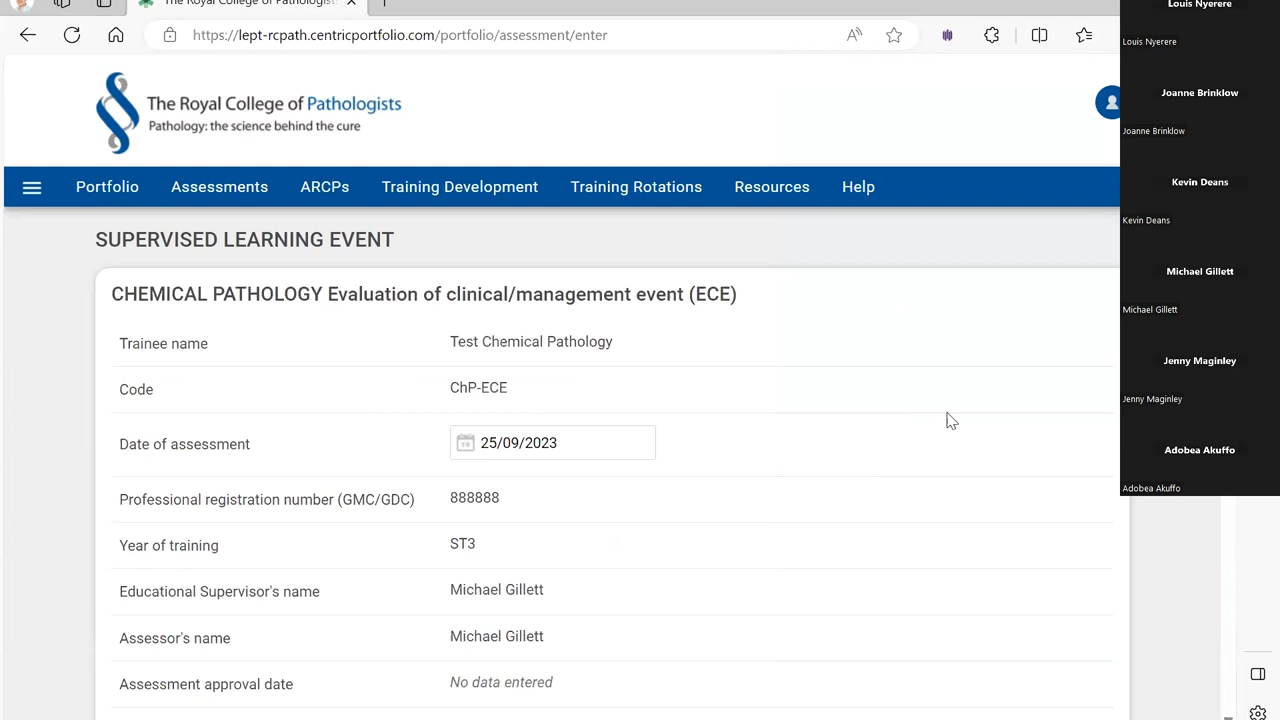 The Royal College of Pathologist
https://lept-rcpath.centricportfolio.com/portfolio/assessment/enter
The Royal College of Pathologists
Pathology: the science behind the cure
Portfolio Assessments ARCPs Training Development Training Rotations Resources Help
SUPERVISED LEARNING EVENT
CHEMICAL PATHOLOGY Evaluation of clinical/management event (ECE)
Trainee name Test Chemical Pathology
Code ChP-ECE
Date of assessment 25/09/2023
Professional registration number (GMC/GDC) 888888
Year of training ST3
Educational Supervisor's name Michael Gillett
Assessor's name Michael Gillett
Assessment approval date No data entered
Louis Nyerere
Louis Nyerere
Joanne Brinklow
Joanne Brinklow
Kevin Deans
Kevin Deans
Michael Gillett
Michael Gillett
Jenny Maginley
Jenny Maginley
Adobea Akuffo
Adobea Akuffo